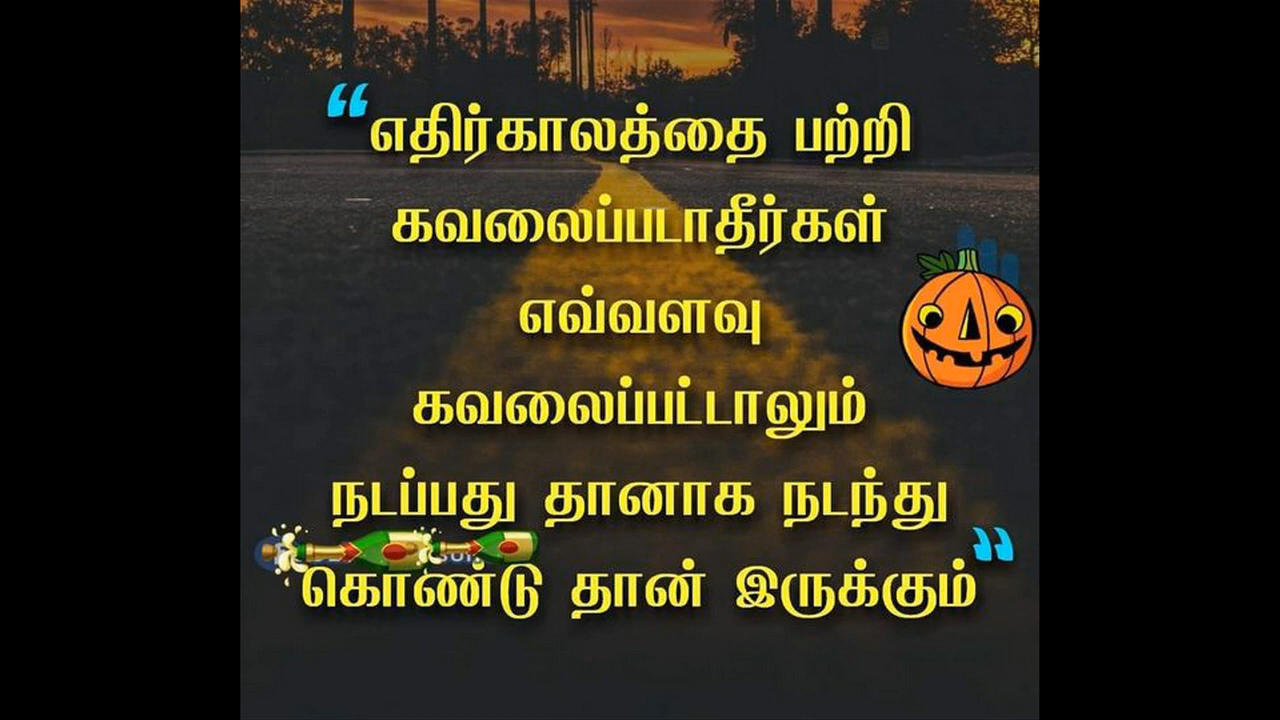 “எதிர்காலத்தை பற்றி
கவலைப்படாதீர்கள்
எவ்வளவு
கவலைப்பட்டாலும்
நடப்பது தானாக நடந்து
கொண்டு தான் இருக்கும்”